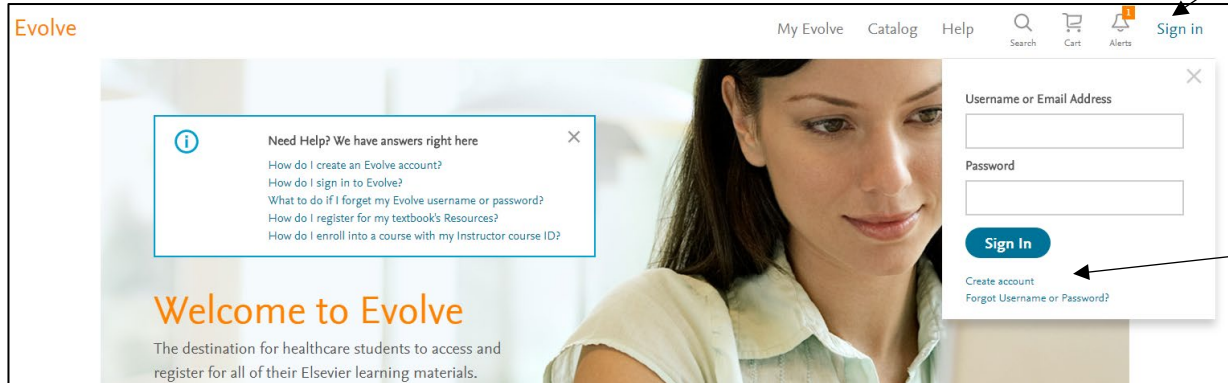 Evolve
My Evolve Catalog Help Search Cart 1 Alerts Sign in
Need Help? We have answers right here
How do I create an Evolve account?
How do I sign in to Evolve?
What to do if I forget my Evolve username or password?
How do I register for my textbook's Resources?
How do I enroll into a course with my Instructor course ID?
Username or Email Address
Password
Sign In
Create account
Forgot Username or Password?
Welcome to Evolve
The destination for healthcare students to access and
register for all of their Elsevier learning materials.